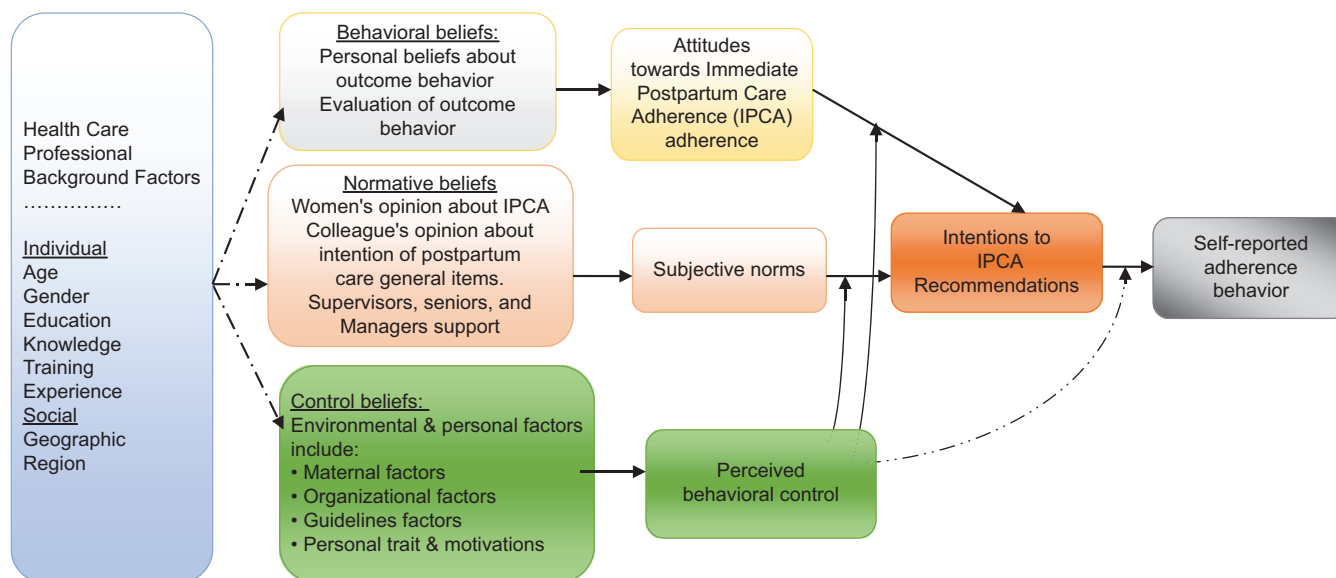 Health Care
Professional
Background Factors
……………
Individual
Age
Gender
Education
Knowledge
Training
Experience
Social
Geographic
Region
Behavioral beliefs:
Personal beliefs about
outcome behavior
Evaluation of outcome
behavior
Normative beliefs
Women's opinion about IPCA
Colleague's opinion about
intention of postpartum
care general items.
Supervisors, seniors, and
Managers support
Control beliefs:
Environmental & personal factors
include:
• Maternal factors
• Organizational factors
• Guidelines factors
• Personal trait & motivations
Attitudes
towards Immediate
Postpartum Care
Adherence (IPCA)
adherence
Subjective norms
Perceived
behavioral control
Intentions to
IPCA
Recommendations
Self-reported
adherence
behavior